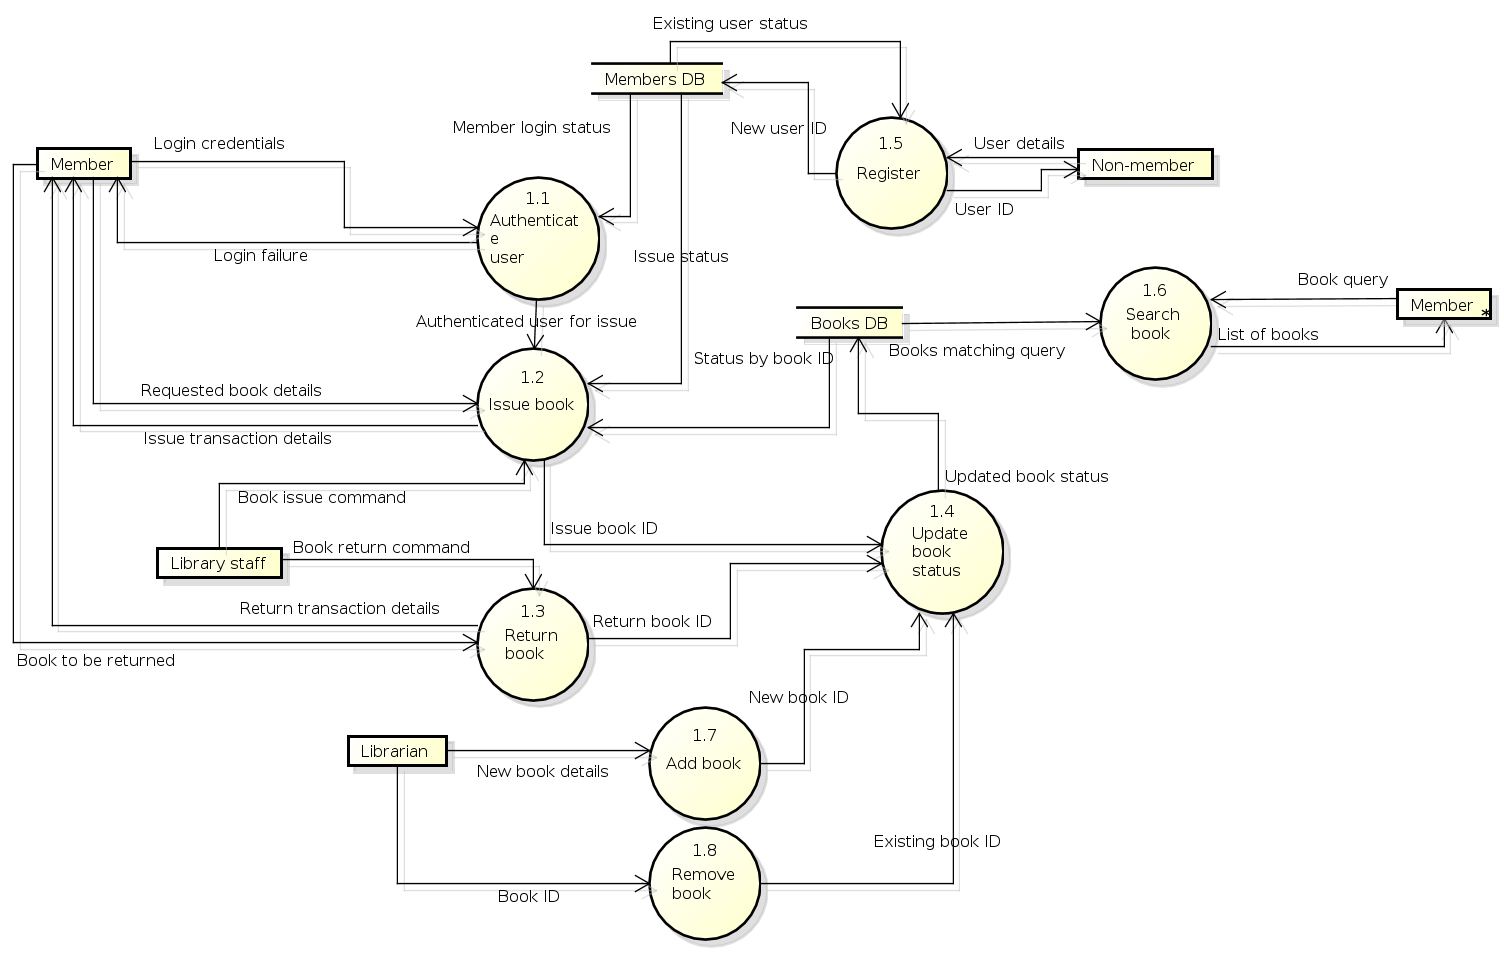 Existing user status
Members DB
New user ID
Member login status
1.5
Register
User details
Non-member
User ID
Login credentials
Member
1.1
Authenticat
e
user
Login failure
Issue status
Book query
1.6
Search
book
Member
*
List of books
Books DB
Books matching query
Authenticated user for issue
Status by book ID
1.2
Issue book
Requested book details
Issue transaction details
Book issue command
Updated book status
1.4
Update
book
status
Issue book ID
Book return command
Library staff
Return transaction details
1.3
Return
book
Return book ID
Book to be returned
New book ID
1.7
Add book
Librarian
New book details
Existing book ID
1.8
Remove
book
Book ID